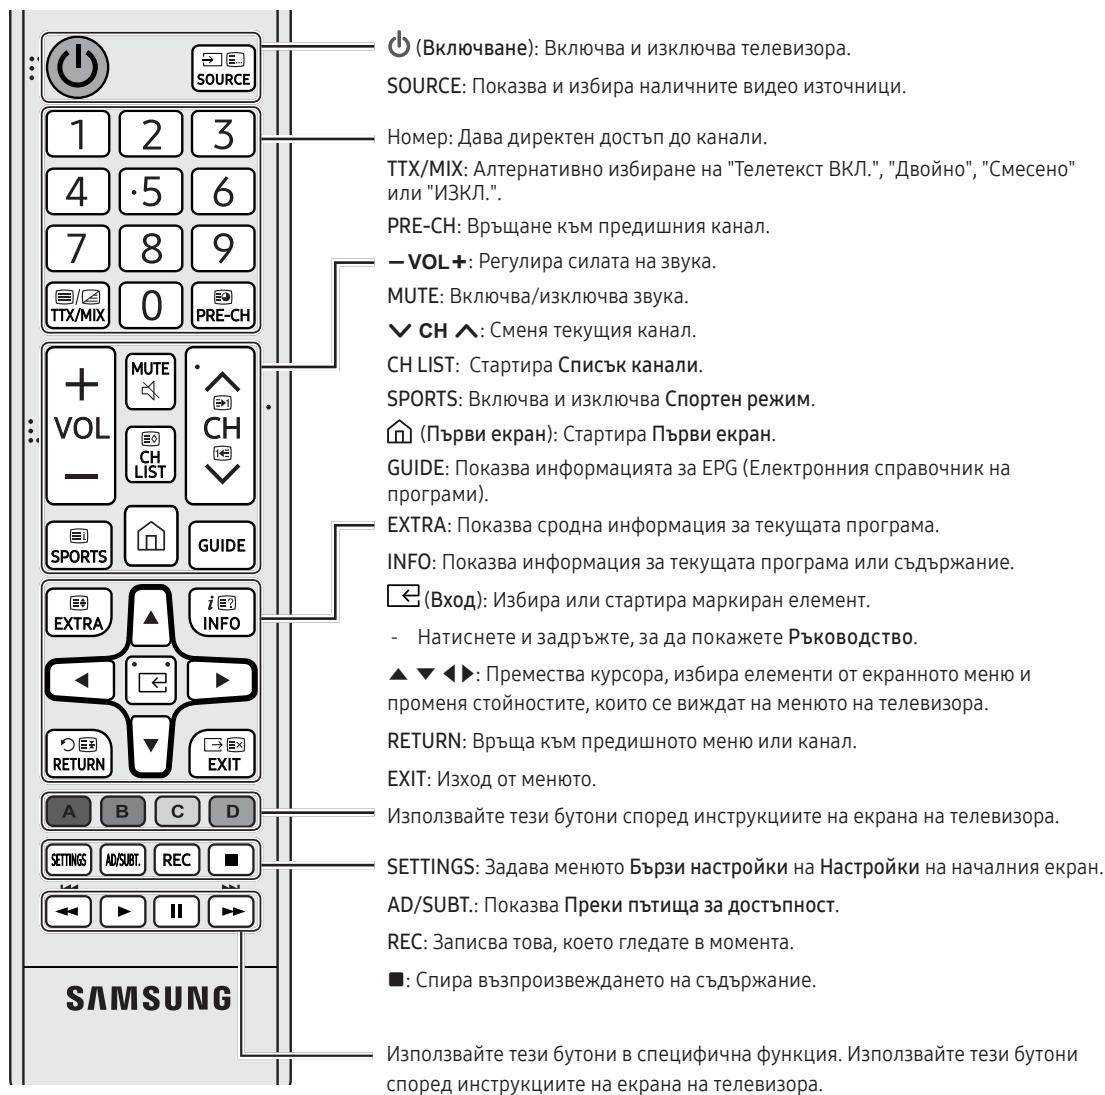 SOURCE
1 2 3
4 ·5 6
7 8 9
TTX/MIX 0 PRE-CH
+ MUTE
VOL CH
CH
LIST
−
SPORTS GUIDE
EXTRA INFO
RETURN EXIT
A B C D
SETTINGS AD/SUBT. REC
SAMSUNG
(Включване): Включва и изключва телевизора.
SOURCE: Показва и избира наличните видео източници.
Номер: Дава директен достъп до канали.
TTX/MIX: Алтернативно избиране на "Телетекст ВКЛ.", "Двойно", "Смесено"
или "ИЗКЛ.".
PRE-CH: Връщане към предишния канал.
− VOL +: Регулира силата на звука.
MUTE: Включва/изключва звука.
CH : Сменя текущия канал.
CH LIST: Стартира Списък канали.
SPORTS: Включва и изключва Спортен режим.
(Първи екран): Стартира Първи екран.
GUIDE: Показва информацията за EPG (Електронния справочник на
програми).
EXTRA: Показва сродна информация за текущата програма.
INFO: Показва информация за текущата програма или съдържание.
(Вход): Избира или стартира маркиран елемент.
- Натиснете и задръжте, за да покажете Ръководство.
▲ ▼ ◀ ▶: Премества курсора, избира елементи от екранното меню и
променя стойностите, които се виждат на менюто на телевизора.
RETURN: Връща към предишното меню или канал.
EXIT: Изход от менюто.
Използвайте тези бутони според инструкциите на екрана на телевизора.
SETTINGS: Задава менюто Бързи настройки на Настройки на началния екран.
AD/SUBT.: Показва Преки пътища за достъпност.
REC: Записва това, което гледате в момента.
■: Спира възпроизвеждането на съдържание.
Използвайте тези бутони в специфична функция. Използвайте тези бутони
според инструкциите на екрана на телевизора.